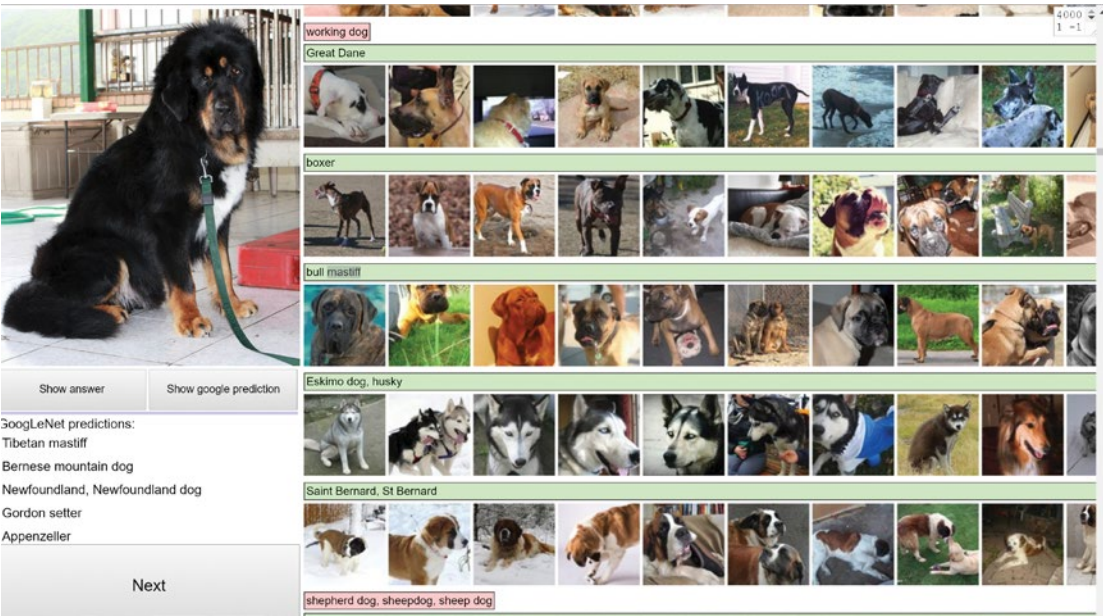 4000
1 -1
working dog
Great Dane
boxer
bull mastiff
Eskimo dog, husky
Saint Bernard, St Bernard
shepherd dog, sheepdog, sheep dog
Show answer
Show google prediction
GoogLeNet predictions:
Tibetan mastiff
Bernese mountain dog
Newfoundland, Newfoundland dog
Gordon setter
Appenzeller
Next